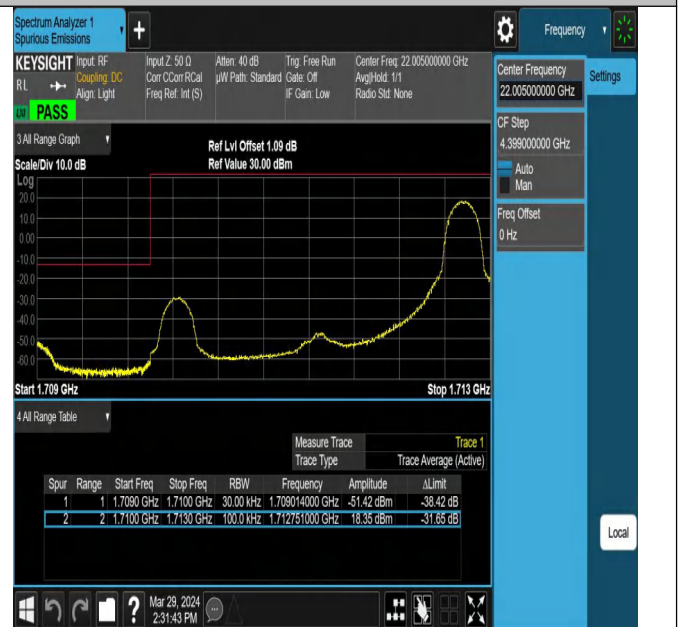 Spectrum Analyzer 1
Spurious Emissions
+
Frequency
KEYSIGHT Input: RF Input Z: 50 Ω Atten: 40 dB Trig: Free Run Center Freq: 22.005000000 GHz
RL Coupling: DC Corr CCorr RCal µW Path: Standard Gate: Off Avg|Hold: 1/1
Align: Light Freq Ref: Int (S) IF Gain: Low Radio Std: None
PASS
Center Frequency
22.005000000 GHz
Settings
CF Step
4.399000000 GHz
Auto
Man
Freq Offset
0 Hz
3 All Range Graph
Ref Lvl Offset 1.09 dB
Scale/Div 10.0 dB Ref Value 30.00 dBm
Log
20.0
10.0
0.00
-10.0
-20.0
-30.0
-40.0
-50.0
-60.0
Start 1.709 GHz Stop 1.713 GHz
4 All Range Table
Measure Trace Trace 1
Trace Type Trace Average (Active)
Spur Range Start Freq Stop Freq RBW Frequency Amplitude ΔLimit
1 1 1.7090 GHz 1.7100 GHz 30.00 kHz 1.709014000 GHz -51.42 dBm -38.42 dB
2 2 1.7100 GHz 1.7130 GHz 100.0 kHz 1.712751000 GHz 18.35 dBm -31.65 dB
Local
? Mar 29, 2024
2:31:43 PM